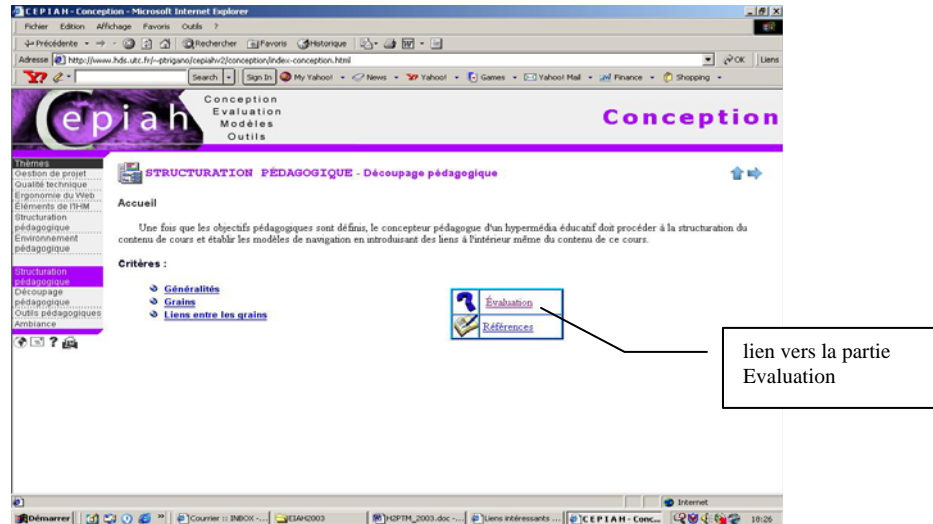 C E P I A H - Conception - Microsoft Internet Explorer
Fichier Edition Affichage Favoris Outils ?
Précédente Rechercher Favoris Historique
Adresse http://www.hds.utc.fr/~ptrigano/cepiahv2/conception/index-conception.html OK Liens
Y? Search Sign In My Yahoo! News Yahoo! Games Yahoo! Mail Finance Shopping
Cepiah
Conception
Evaluation
Modèles
Outils
Conception
Thèmes
Gestion de projet
Qualité technique
Ergonomie du Web
Éléments de l'IHM
Structuration
pédagogique
Environnement
pédagogique
Structuration
pédagogique
Découpage
pédagogique
Outils pédagogiques
Ambiance
STRUCTURATION PÉDAGOGIQUE - Découpage pédagogique
Accueil
Une fois que les objectifs pédagogiques sont définis, le concepteur pédagogue d'un hypermédia éducatif doit procéder à la structuration du
contenu de cours et établir les modèles de navigation en introduisant des liens à l'intérieur même du contenu de ce cours.
Critères :
Généralités
Grains
Liens entre les grains
Évaluation
Références
lien vers la partie
Evaluation
Internet
Démarrer » Courrier :: INBOX -... EIAH2003 H2PTM_2003.doc -... Liens intéressants ... C E P I A H - Conc... 18:26